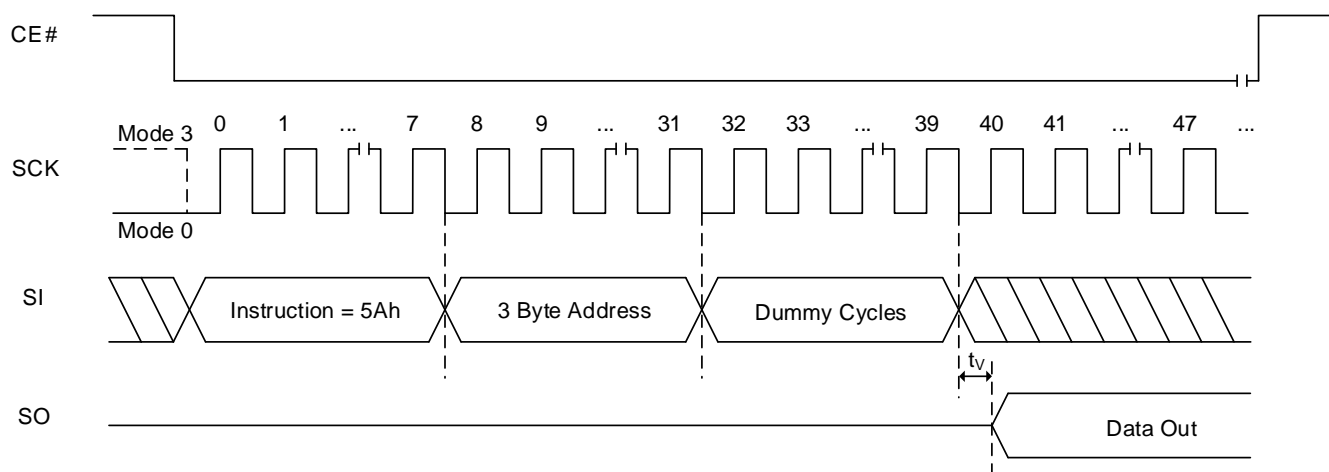 CE#
0 1 ... 7 8 9 ... 31 32 33 ... 39 40 41 ... 47 ...
Mode 3
SCK
Mode 0
SI Instruction = 5Ah 3 Byte Address Dummy Cycles
tV
SO Data Out